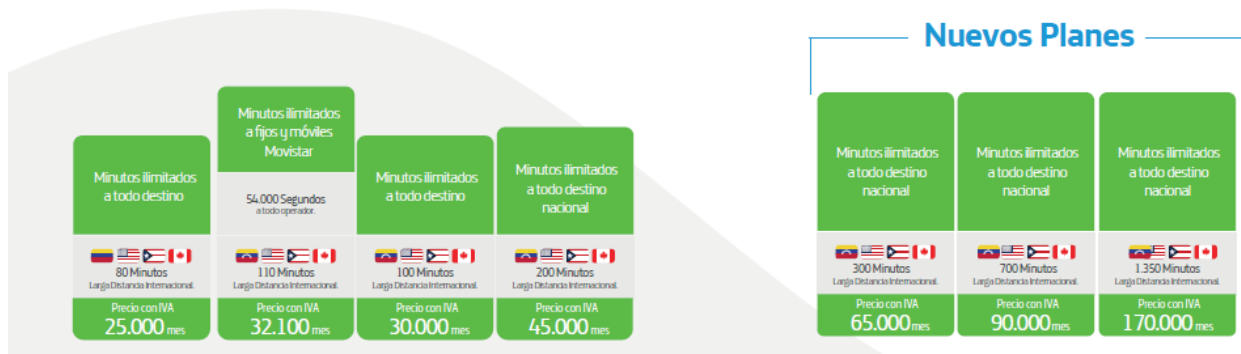 Nuevos Planes
Minutos ilimitados
a todo destino
80 Minutos
Larga Distancia Internacional.
Precio con IVA
25.000 mes
Minutos ilimitados
a fijos y móviles
Movistar
54.000 Segundos
a todo operador.
110 Minutos
Larga Distancia Internacional.
Precio con IVA
32.100 mes
Minutos ilimitados
a todo destino
100 Minutos
Larga Distancia Internacional.
Precio con IVA
30.000 mes
Minutos ilimitados
a todo destino
nacional
200 Minutos
Larga Distancia Internacional.
Precio con IVA
45.000 mes
Minutos ilimitados
a todo destino
nacional
300 Minutos
Larga Distancia Internacional.
Precio con IVA
65.000 mes
Minutos ilimitados
a todo destino
nacional
700 Minutos
Larga Distancia Internacional.
Precio con IVA
90.000 mes
Minutos ilimitados
a todo destino
nacional
1.350 Minutos
Larga Distancia Internacional.
Precio con IVA
170.000 mes